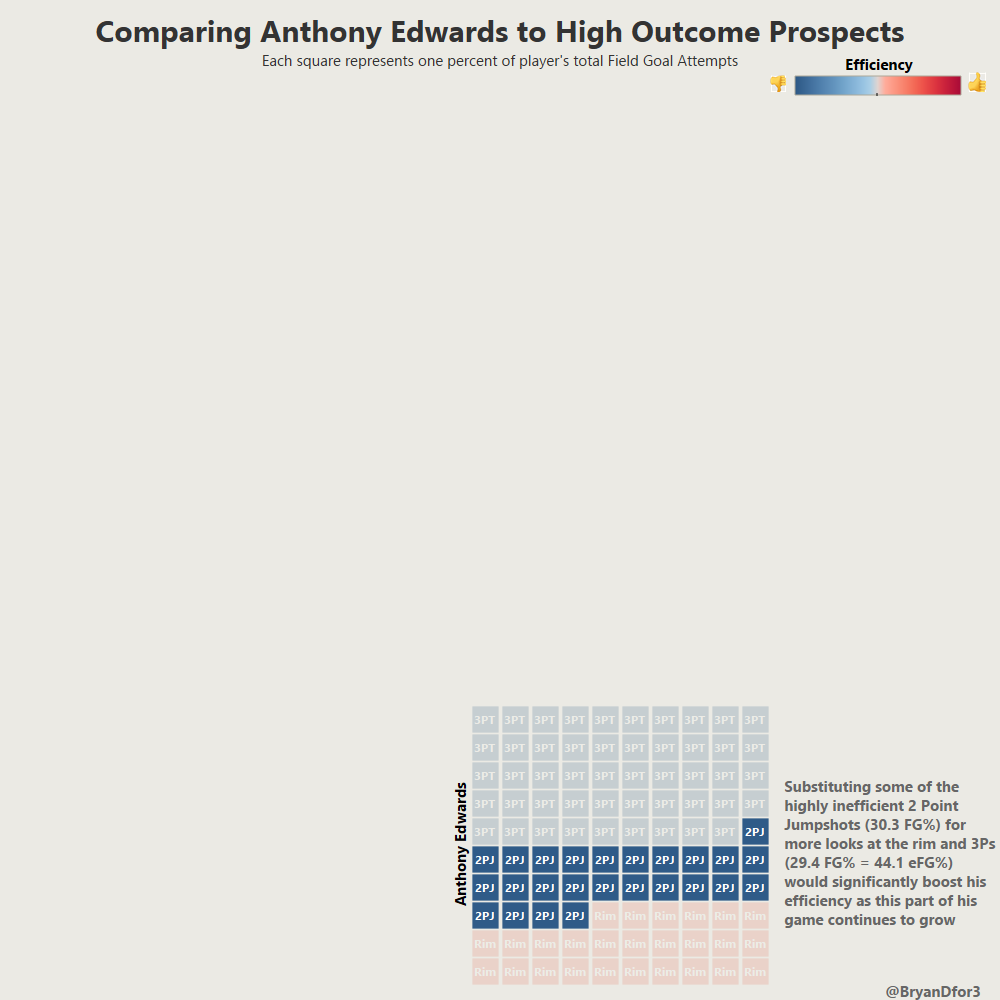 Comparing Anthony Edwards to High Outcome Prospects
Each square represents one percent of player's total Field Goal Attempts
Efficiency
Anthony Edwards
3PT 3PT 3PT 3PT 3PT 3PT 3PT 3PT 3PT 3PT
3PT 3PT 3PT 3PT 3PT 3PT 3PT 3PT 3PT 3PT
3PT 3PT 3PT 3PT 3PT 3PT 3PT 3PT 3PT 3PT
3PT 3PT 3PT 3PT 3PT 3PT 3PT 3PT 3PT 3PT
3PT 3PT 3PT 3PT 3PT 3PT 3PT 3PT 3PT 2PJ
2PJ 2PJ 2PJ 2PJ 2PJ 2PJ 2PJ 2PJ 2PJ 2PJ
2PJ 2PJ 2PJ 2PJ 2PJ 2PJ 2PJ 2PJ 2PJ 2PJ
2PJ 2PJ 2PJ 2PJ Rim Rim Rim Rim Rim Rim
Rim Rim Rim Rim Rim Rim Rim Rim Rim Rim
Rim Rim Rim Rim Rim Rim Rim Rim Rim Rim
Substituting some of the
highly inefficient 2 Point
Jumpshots (30.3 FG%) for
more looks at the rim and 3Ps
(29.4 FG% = 44.1 eFG%)
would significantly boost his
efficiency as this part of his
game continues to grow
@BryanDfor3